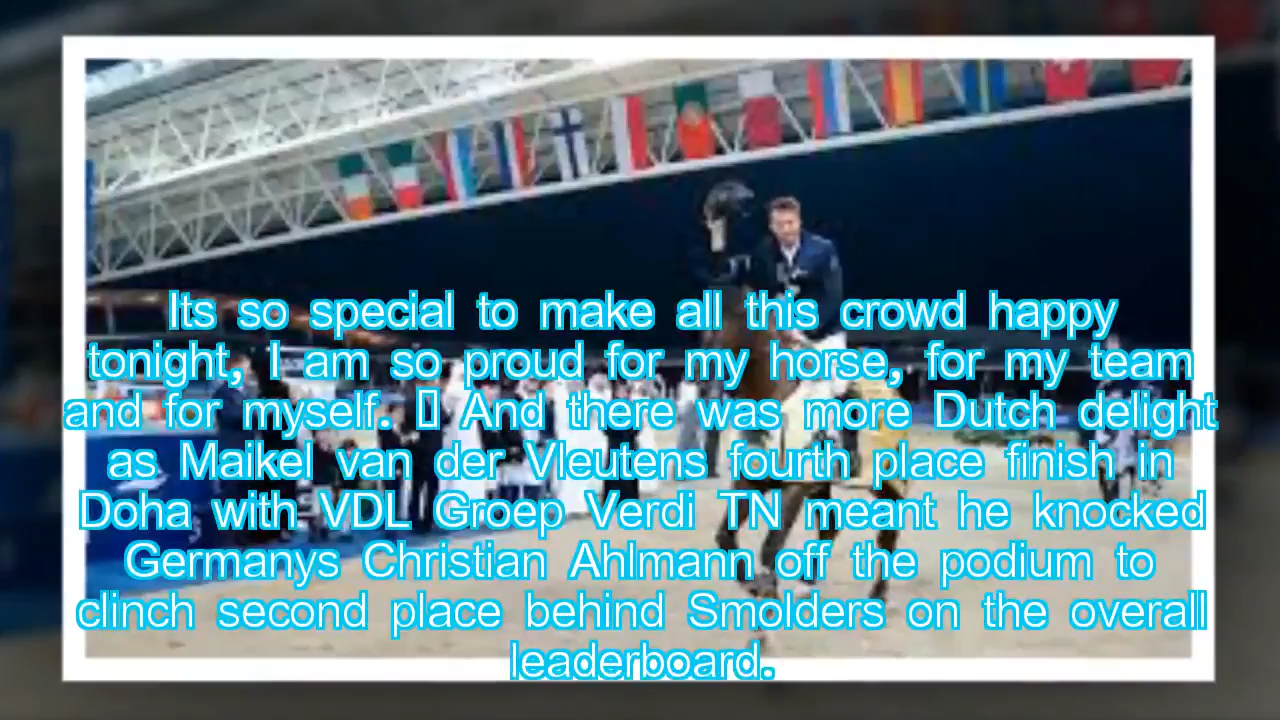 Its so special to make all this crowd happy
tonight, I am so proud for my horse, for my team
and for myself. ▯ And there was more Dutch delight
as Maikel van der Vleutens fourth place finish in
Doha with VDL Groep Verdi TN meant he knocked
Germanys Christian Ahlmann off the podium to
clinch second place behind Smolders on the overall
leaderboard.